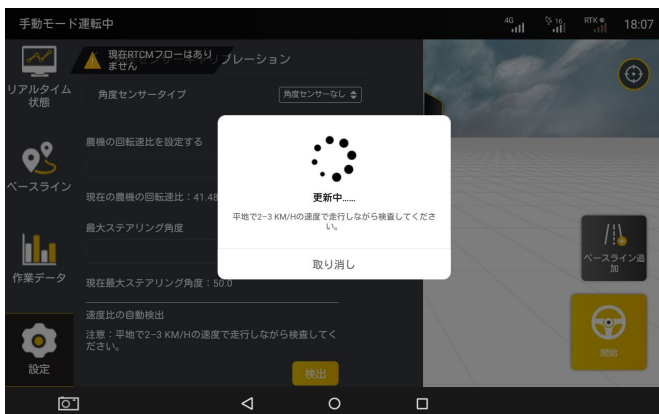 手動モード運転中
4G
16
RTK
18:07
現在RTCMフローはあり
ません
ブレーション
リアルタイム
状態
角度センサータイプ
角度センサーなし
農機の回転速比を設定する
ベースライン
現在の農機の回転速比：41.48
最大ステアリング角度
作業データ
現在最大ステアリング角度：50.0
速度比の自動検出
注意：平地で2-3 KM/Hの速度で走行しながら検査してく
ださい。
設定
検出
更新中......
平地で2-3 KM/Hの速度で走行しながら検査してくださ
い。
取り消し
ベースライン追
加
開始